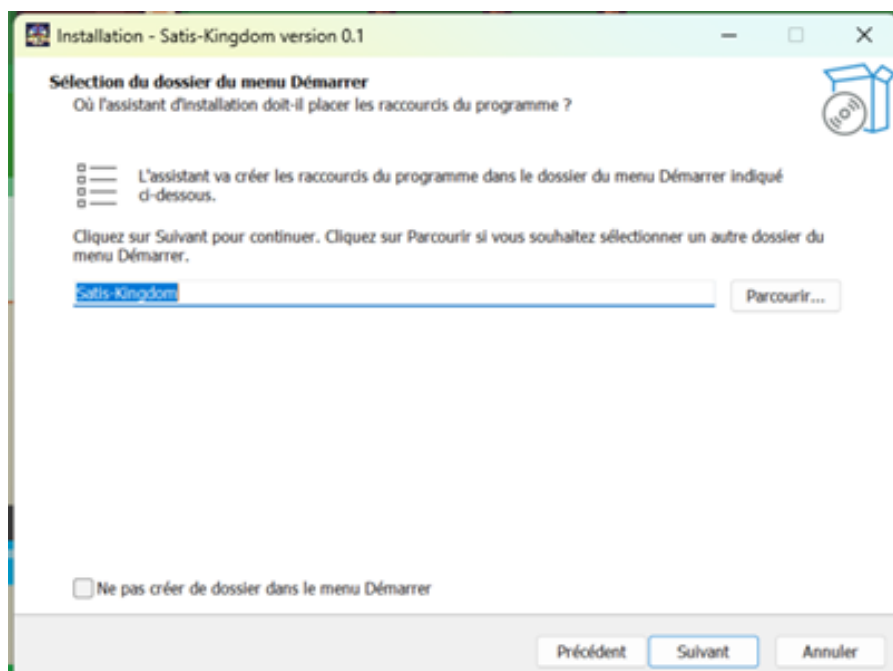 Installation - Satis-Kingdom version 0.1
Sélection du dossier du menu Démarrer
Où l'assistant d'installation doit-il placer les raccourcis du programme ?
L'assistant va créer les raccourcis du programme dans le dossier du menu Démarrer indiqué
ci-dessous.
Cliquez sur Suivant pour continuer. Cliquez sur Parcourir si vous souhaitez sélectionner un autre dossier du
menu Démarrer.
Satis-Kingdom
Parcourir...
Ne pas créer de dossier dans le menu Démarrer
Précédent
Suivant
Annuler